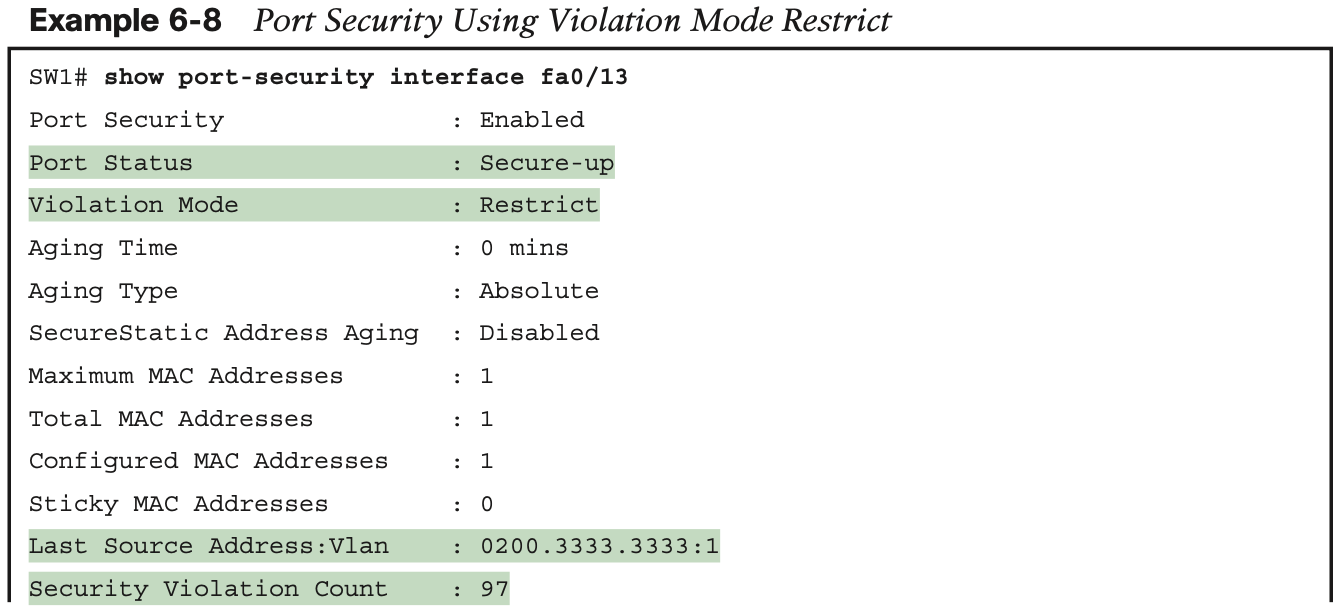 Example 6-8 Port Security Using Violation Mode Restrict
SW1# show port-security interface fa0/13
Port Security : Enabled
Port Status : Secure-up
Violation Mode : Restrict
Aging Time : 0 mins
Aging Type : Absolute
SecureStatic Address Aging : Disabled
Maximum MAC Addresses : 1
Total MAC Addresses : 1
Configured MAC Addresses : 1
Sticky MAC Addresses : 0
Last Source Address:Vlan : 0200.3333.3333:1
Security Violation Count : 97